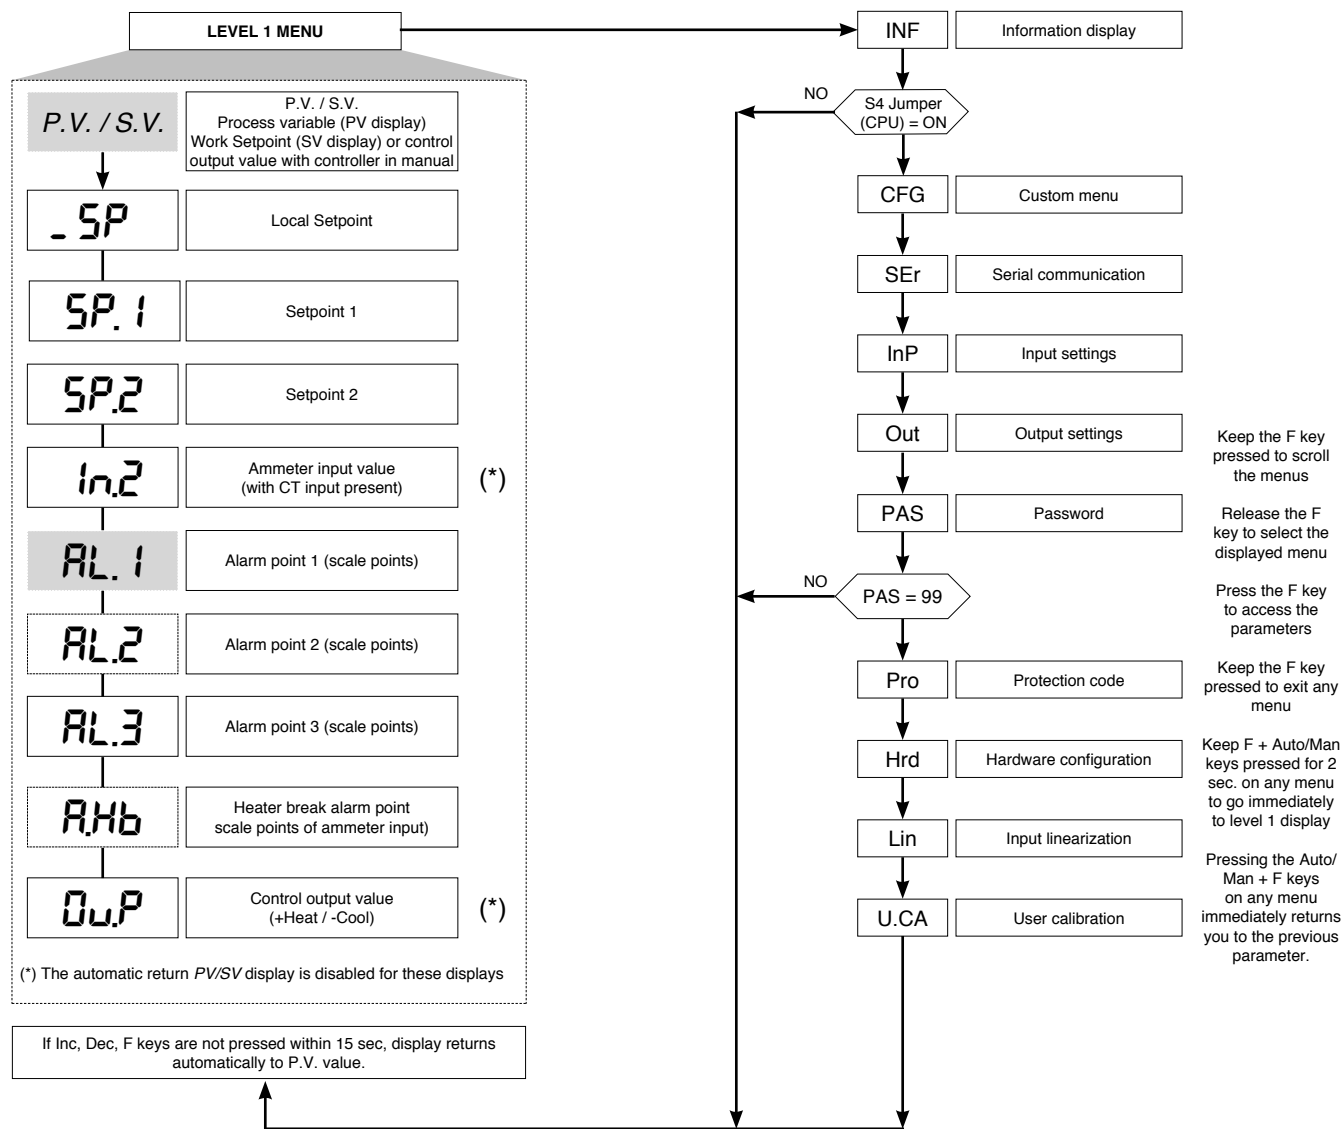 LEVEL 1 MENU
P.V. / S.V.
P.V. / S.V.
Process variable (PV display)
Work Setpoint (SV display) or control
output value with controller in manual
_SP
Local Setpoint
SP.1
Setpoint 1
SP.2
Setpoint 2
In.2
Ammeter input value
(with CT input present)
(*)
AL.1
Alarm point 1 (scale points)
AL.2
Alarm point 2 (scale points)
AL.3
Alarm point 3 (scale points)
A.Hb
Heater break alarm point
scale points of ammeter input)
Ou.P
Control output value
(+Heat / -Cool)
(*)
(*) The automatic return PV/SV display is disabled for these displays
If Inc, Dec, F keys are not pressed within 15 sec, display returns
automatically to P.V. value.
INF
Information display
NO
S4 Jumper
(CPU) = ON
CFG
Custom menu
SEr
Serial communication
InP
Input settings
Out
Output settings
PAS
Password
NO
PAS = 99
Pro
Protection code
Hrd
Hardware configuration
Lin
Input linearization
U.CA
User calibration
Keep the F key
pressed to scroll
the menus
Release the F
key to select the
displayed menu
Press the F key
to access the
parameters
Keep the F key
pressed to exit any
menu
Keep F + Auto/Man
keys pressed for 2
sec. on any menu
to go immediately
to level 1 display
Pressing the Auto/
Man + F keys
on any menu
immediately returns
you to the previous
parameter.